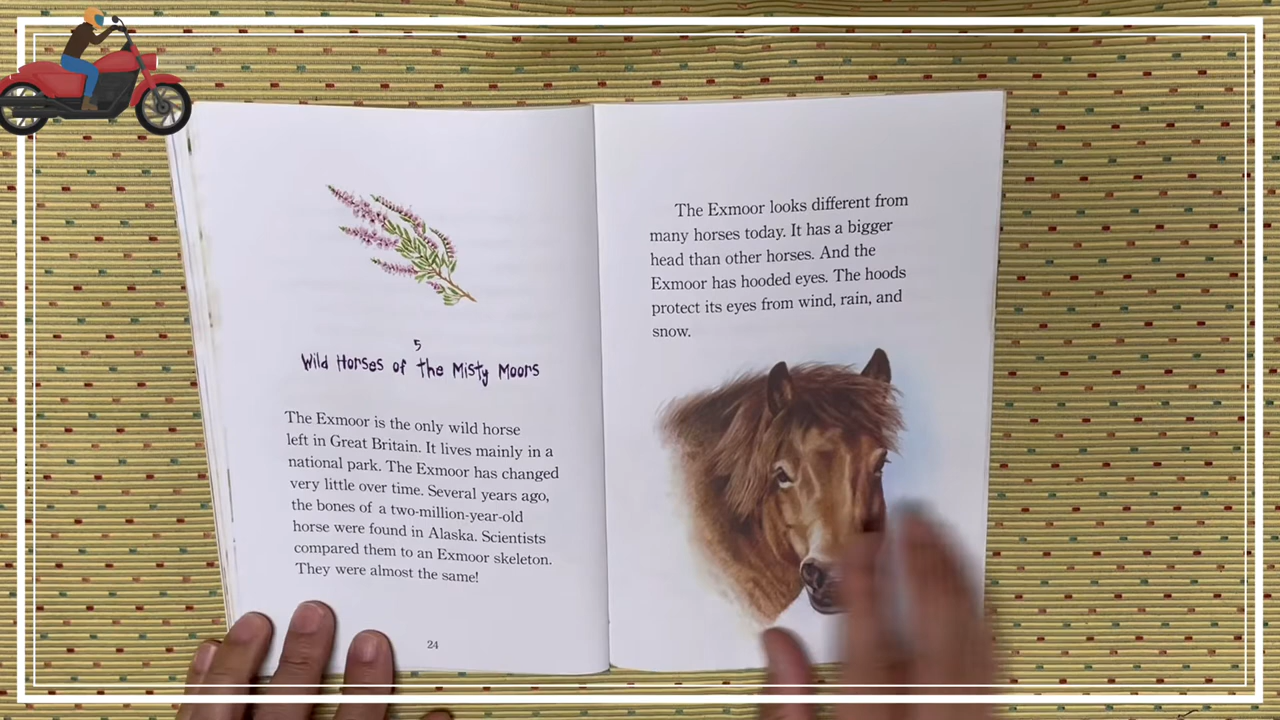 5
Wild Horses of the Misty Moors
The Exmoor is the only wild horse
left in Great Britain. It lives mainly in a
national park. The Exmoor has changed
very little over time. Several years ago,
the bones of a two-million-year-old
horse were found in Alaska. Scientists
compared them to an Exmoor skeleton.
They were almost the same!
24
The Exmoor looks different from
many horses today. It has a bigger
head than other horses. And the
Exmoor has hooded eyes. The hoods
protect its eyes from wind, rain, and
snow.